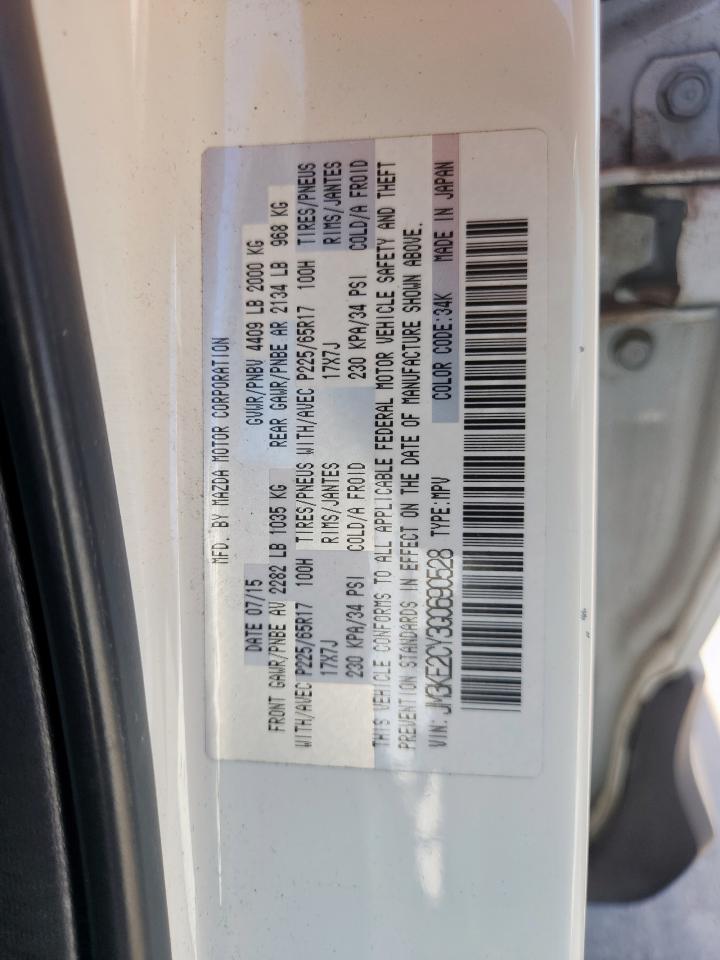 MFD. BY MAZDA MOTOR CORPORATION
DATE 07/15 GVWR/PNBV 4409 LB 2000 KG
FRONT GAWR/PNBE AV 2282 LB 1035 KG REAR GAWR/PNBE AR 2134 LB 968 KG
WITH/AVEC P225/65R17 100H TIRES/PNEUS WITH/AVEC P225/65R17 100H TIRES/PNEUS
17X7J RIMS/JANTES 17X7J RIMS/JANTES
230 KPA/34 PSI COLD/A FROID 230 KPA/34 PSI COLD/A FROID
THIS VEHICLE CONFORMS TO ALL APPLICABLE FEDERAL MOTOR VEHICLE SAFETY AND THEFT
PREVENTION STANDARDS IN EFFECT ON THE DATE OF MANUFACTURE SHOWN ABOVE.
VIN: JM3KE2CY3G0690528 TYPE:MPV COLOR CODE:34K MADE IN JAPAN